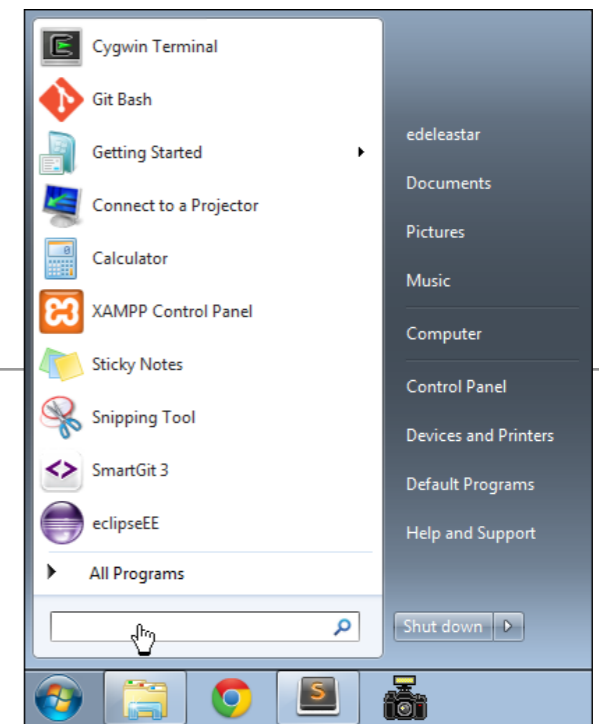 Cygwin Terminal
Git Bash
Getting Started
Connect to a Projector
Calculator
XAMPP Control Panel
Sticky Notes
Snipping Tool
SmartGit 3
eclipseEE
All Programs
edeleastar
Documents
Pictures
Music
Computer
Control Panel
Devices and Printers
Default Programs
Help and Support
Shut down